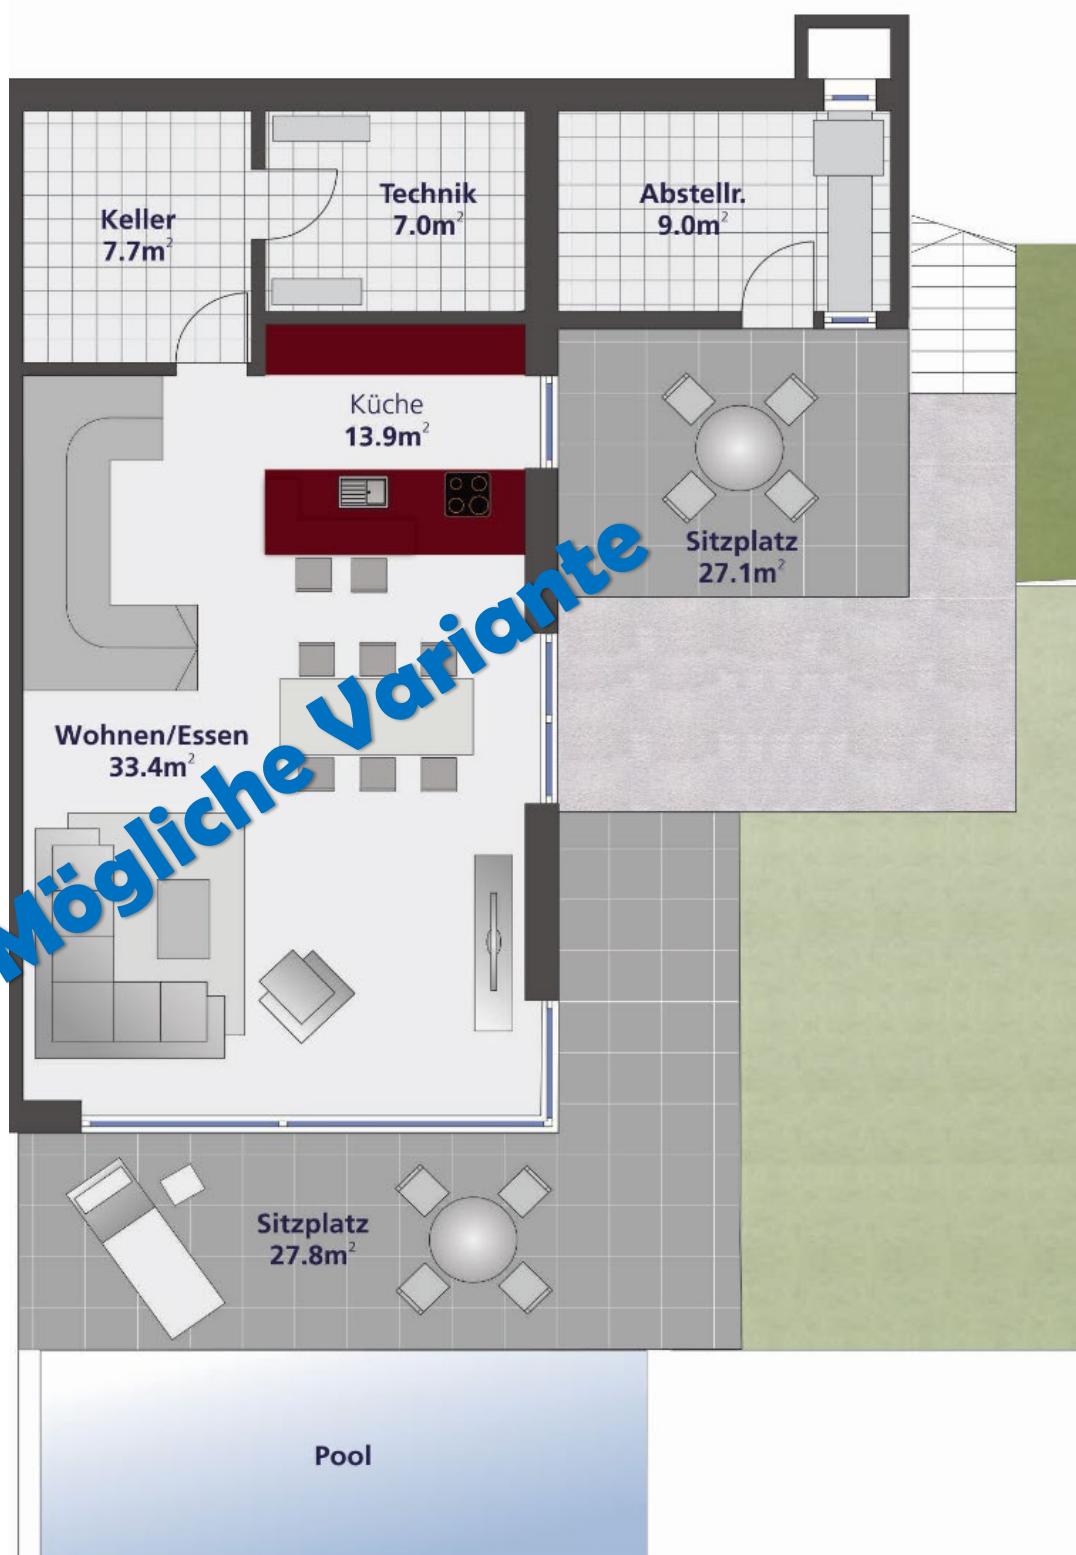 Keller
7.7m²
Technik
7.0m²
Abstellr.
9.0m²
Küche
13.9m²
Sitzplatz
27.1m²
Mögliche Variante
Wohnen/Essen
33.4m²
Sitzplatz
27.8m²
Pool